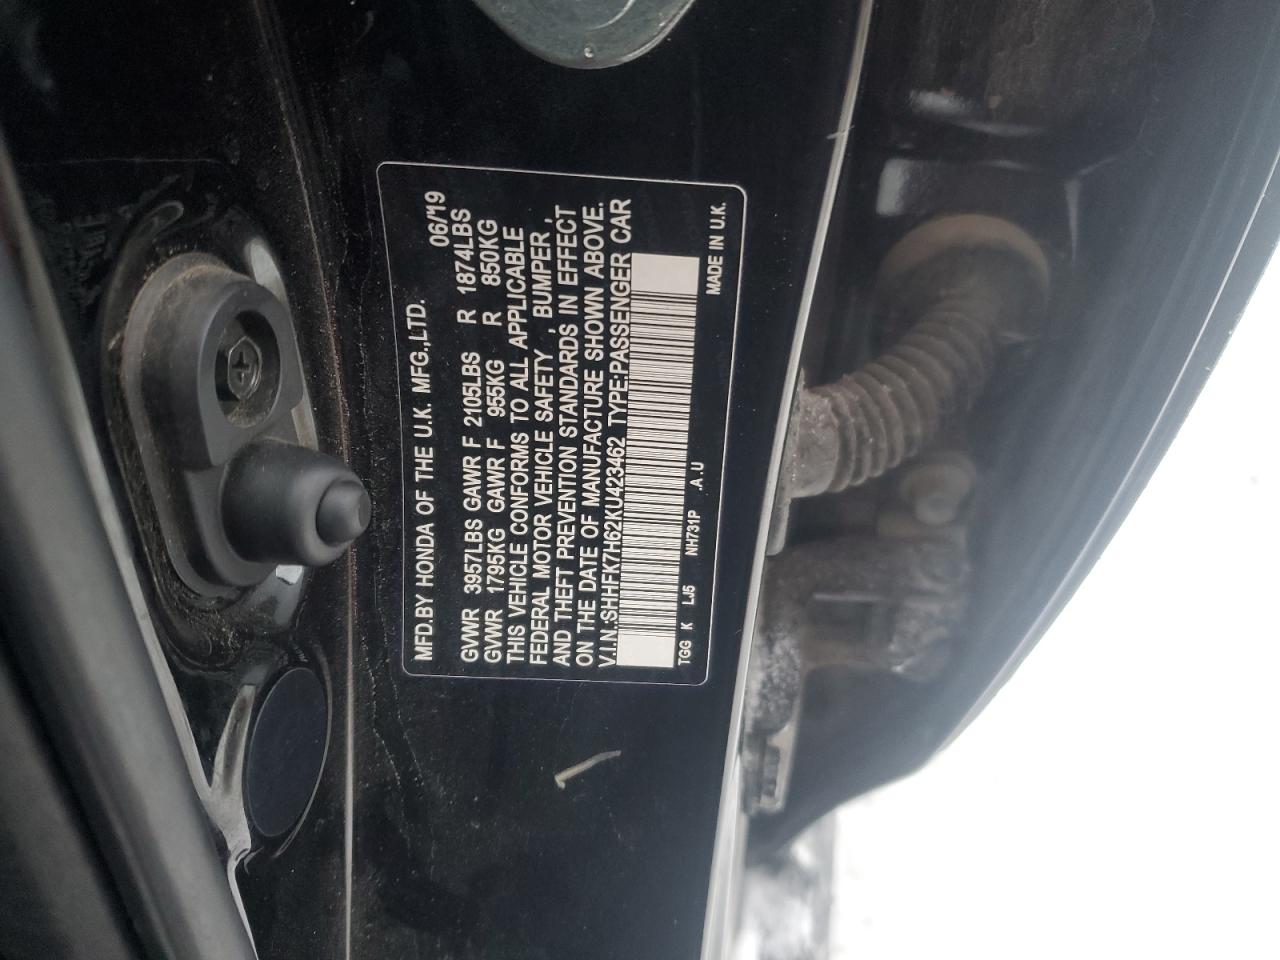 MFD.BY HONDA OF THE U.K. MFG.,LTD. 06/19
GVWR 3957LBS GAWR F 2105LBS R 1874LBS
GVWR 1795KG GAWR F 955KG R 850KG
THIS VEHICLE CONFORMS TO ALL APPLICABLE
FEDERAL MOTOR VEHICLE SAFETY , BUMPER ,
AND THEFT PREVENTION STANDARDS IN EFFECT
ON THE DATE OF MANUFACTURE SHOWN ABOVE.
V.I.N.:SHHFK7H62KU423462 TYPE:PASSENGER CAR
TGG K LJ5 NH731P .A.U MADE IN U.K.